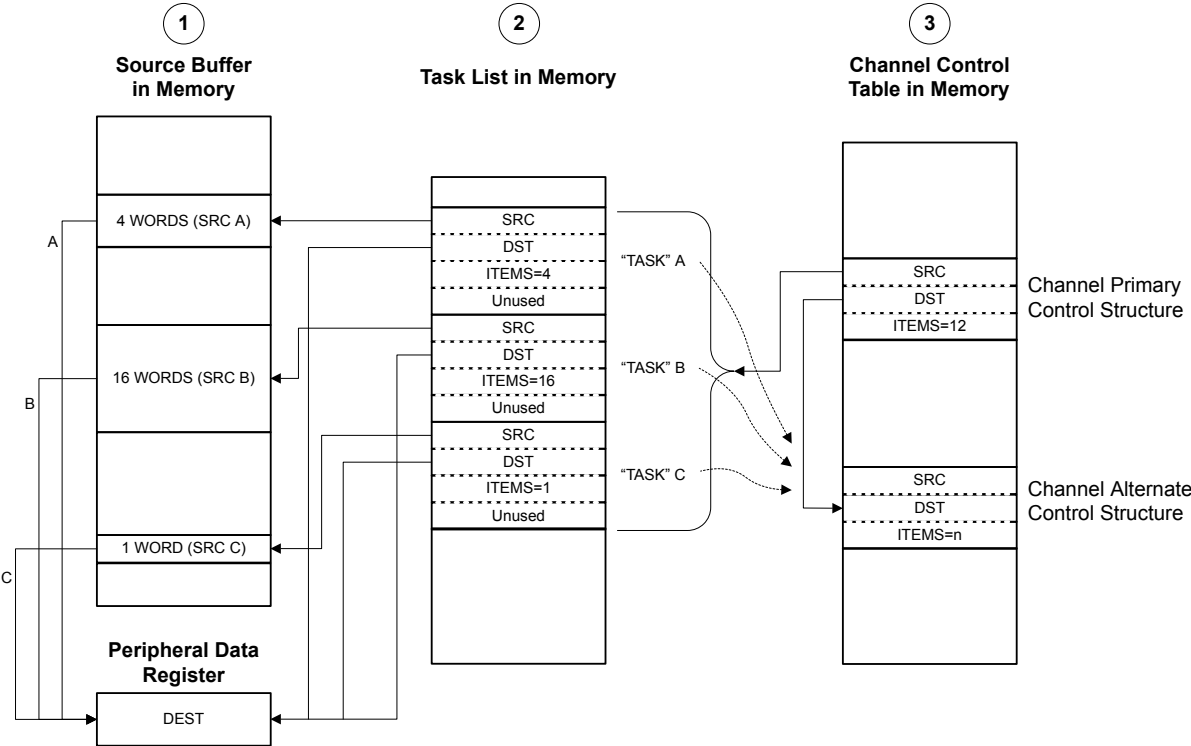 1
2
3
Source Buffer
in Memory
Task List in Memory
Channel Control
Table in Memory
4 WORDS (SRC A)
16 WORDS (SRC B)
1 WORD (SRC C)
A
B
C
Peripheral Data
Register
DEST
SRC
DST
ITEMS=4
Unused
SRC
DST
ITEMS=16
Unused
SRC
DST
ITEMS=1
Unused
“TASK” A
“TASK” B
“TASK” C
SRC
DST
ITEMS=12
Channel Primary
Control Structure
SRC
DST
ITEMS=n
Channel Alternate
Control Structure